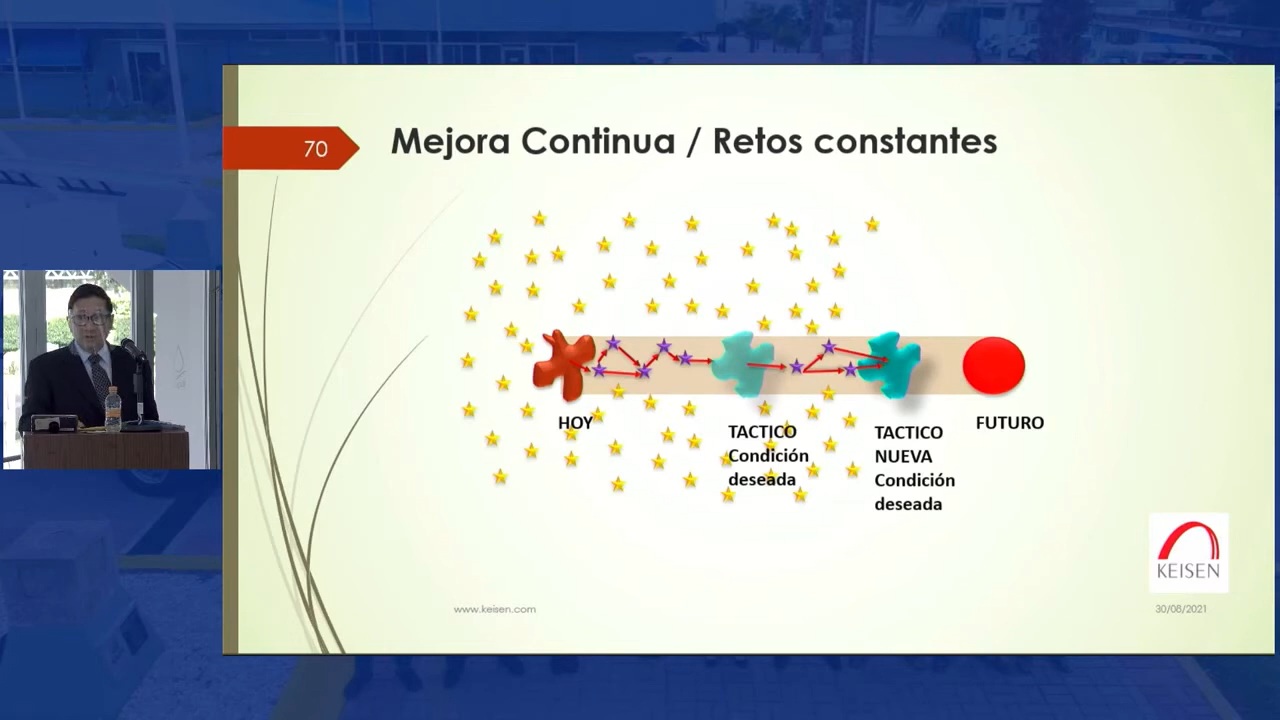 70
Mejora Continua / Retos constantes
HOY
TACTICO
Condición
deseada
TACTICO
NUEVA
Condición
deseada
FUTURO
KEISEN
www.keisen.com
30/08/2021